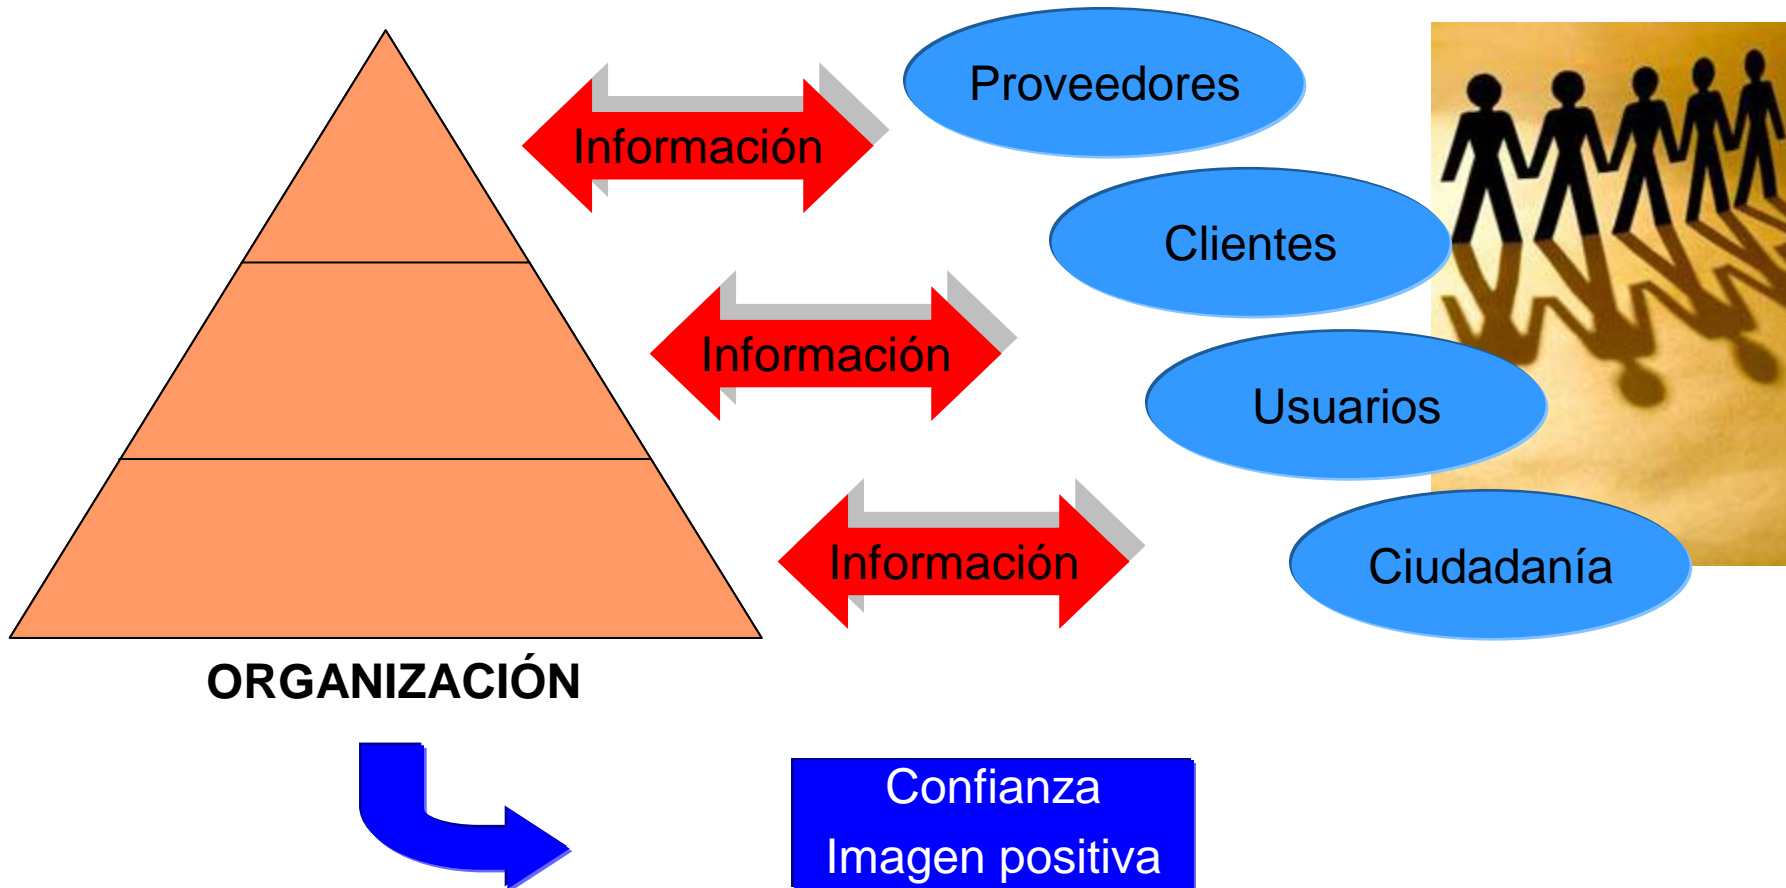 Proveedores
Información
Clientes
Información
Usuarios
Información
Ciudadanía
ORGANIZACIÓN
Confianza
Imagen positiva